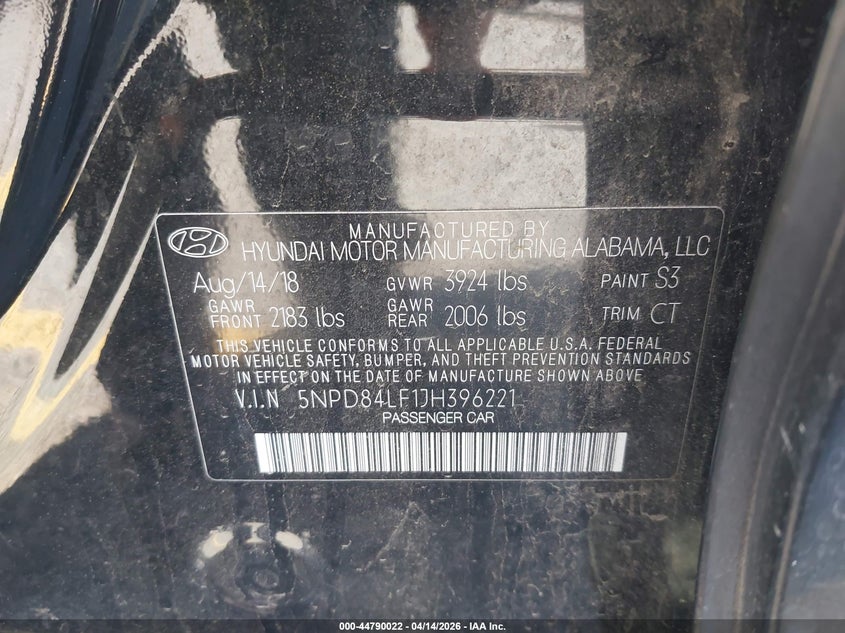 MANUFACTURED BY
HYUNDAI MOTOR MANUFACTURING ALABAMA, LLC
Aug/14/18 GVWR 3924 lbs PAINT S3
GAWR FRONT 2183 lbs GAWR REAR 2006 lbs TRIM CT
THIS VEHICLE CONFORMS TO ALL APPLICABLE U.S.A. FEDERAL
MOTOR VEHICLE SAFETY, BUMPER, AND THEFT PREVENTION STANDARDS
IN EFFECT ON THE DATE OF MANUFACTURE SHOWN ABOVE
V.I.N 5NPD84LF1JH396221
PASSENGER CAR
000-44790022 - 04/14/2026 - IAA Inc.